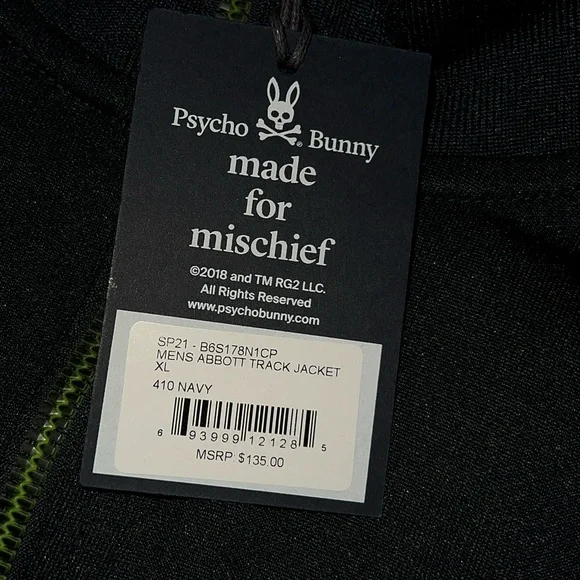 Psycho Bunny
made
for
mischief
©2018 and TM RG2 LLC.
All Rights Reserved
www.psychobunny.com
SP21 - B6S178N1CP
MENS ABBOTT TRACK JACKET
XL
410 NAVY
6 93999 12128 5
MSRP: $135.00